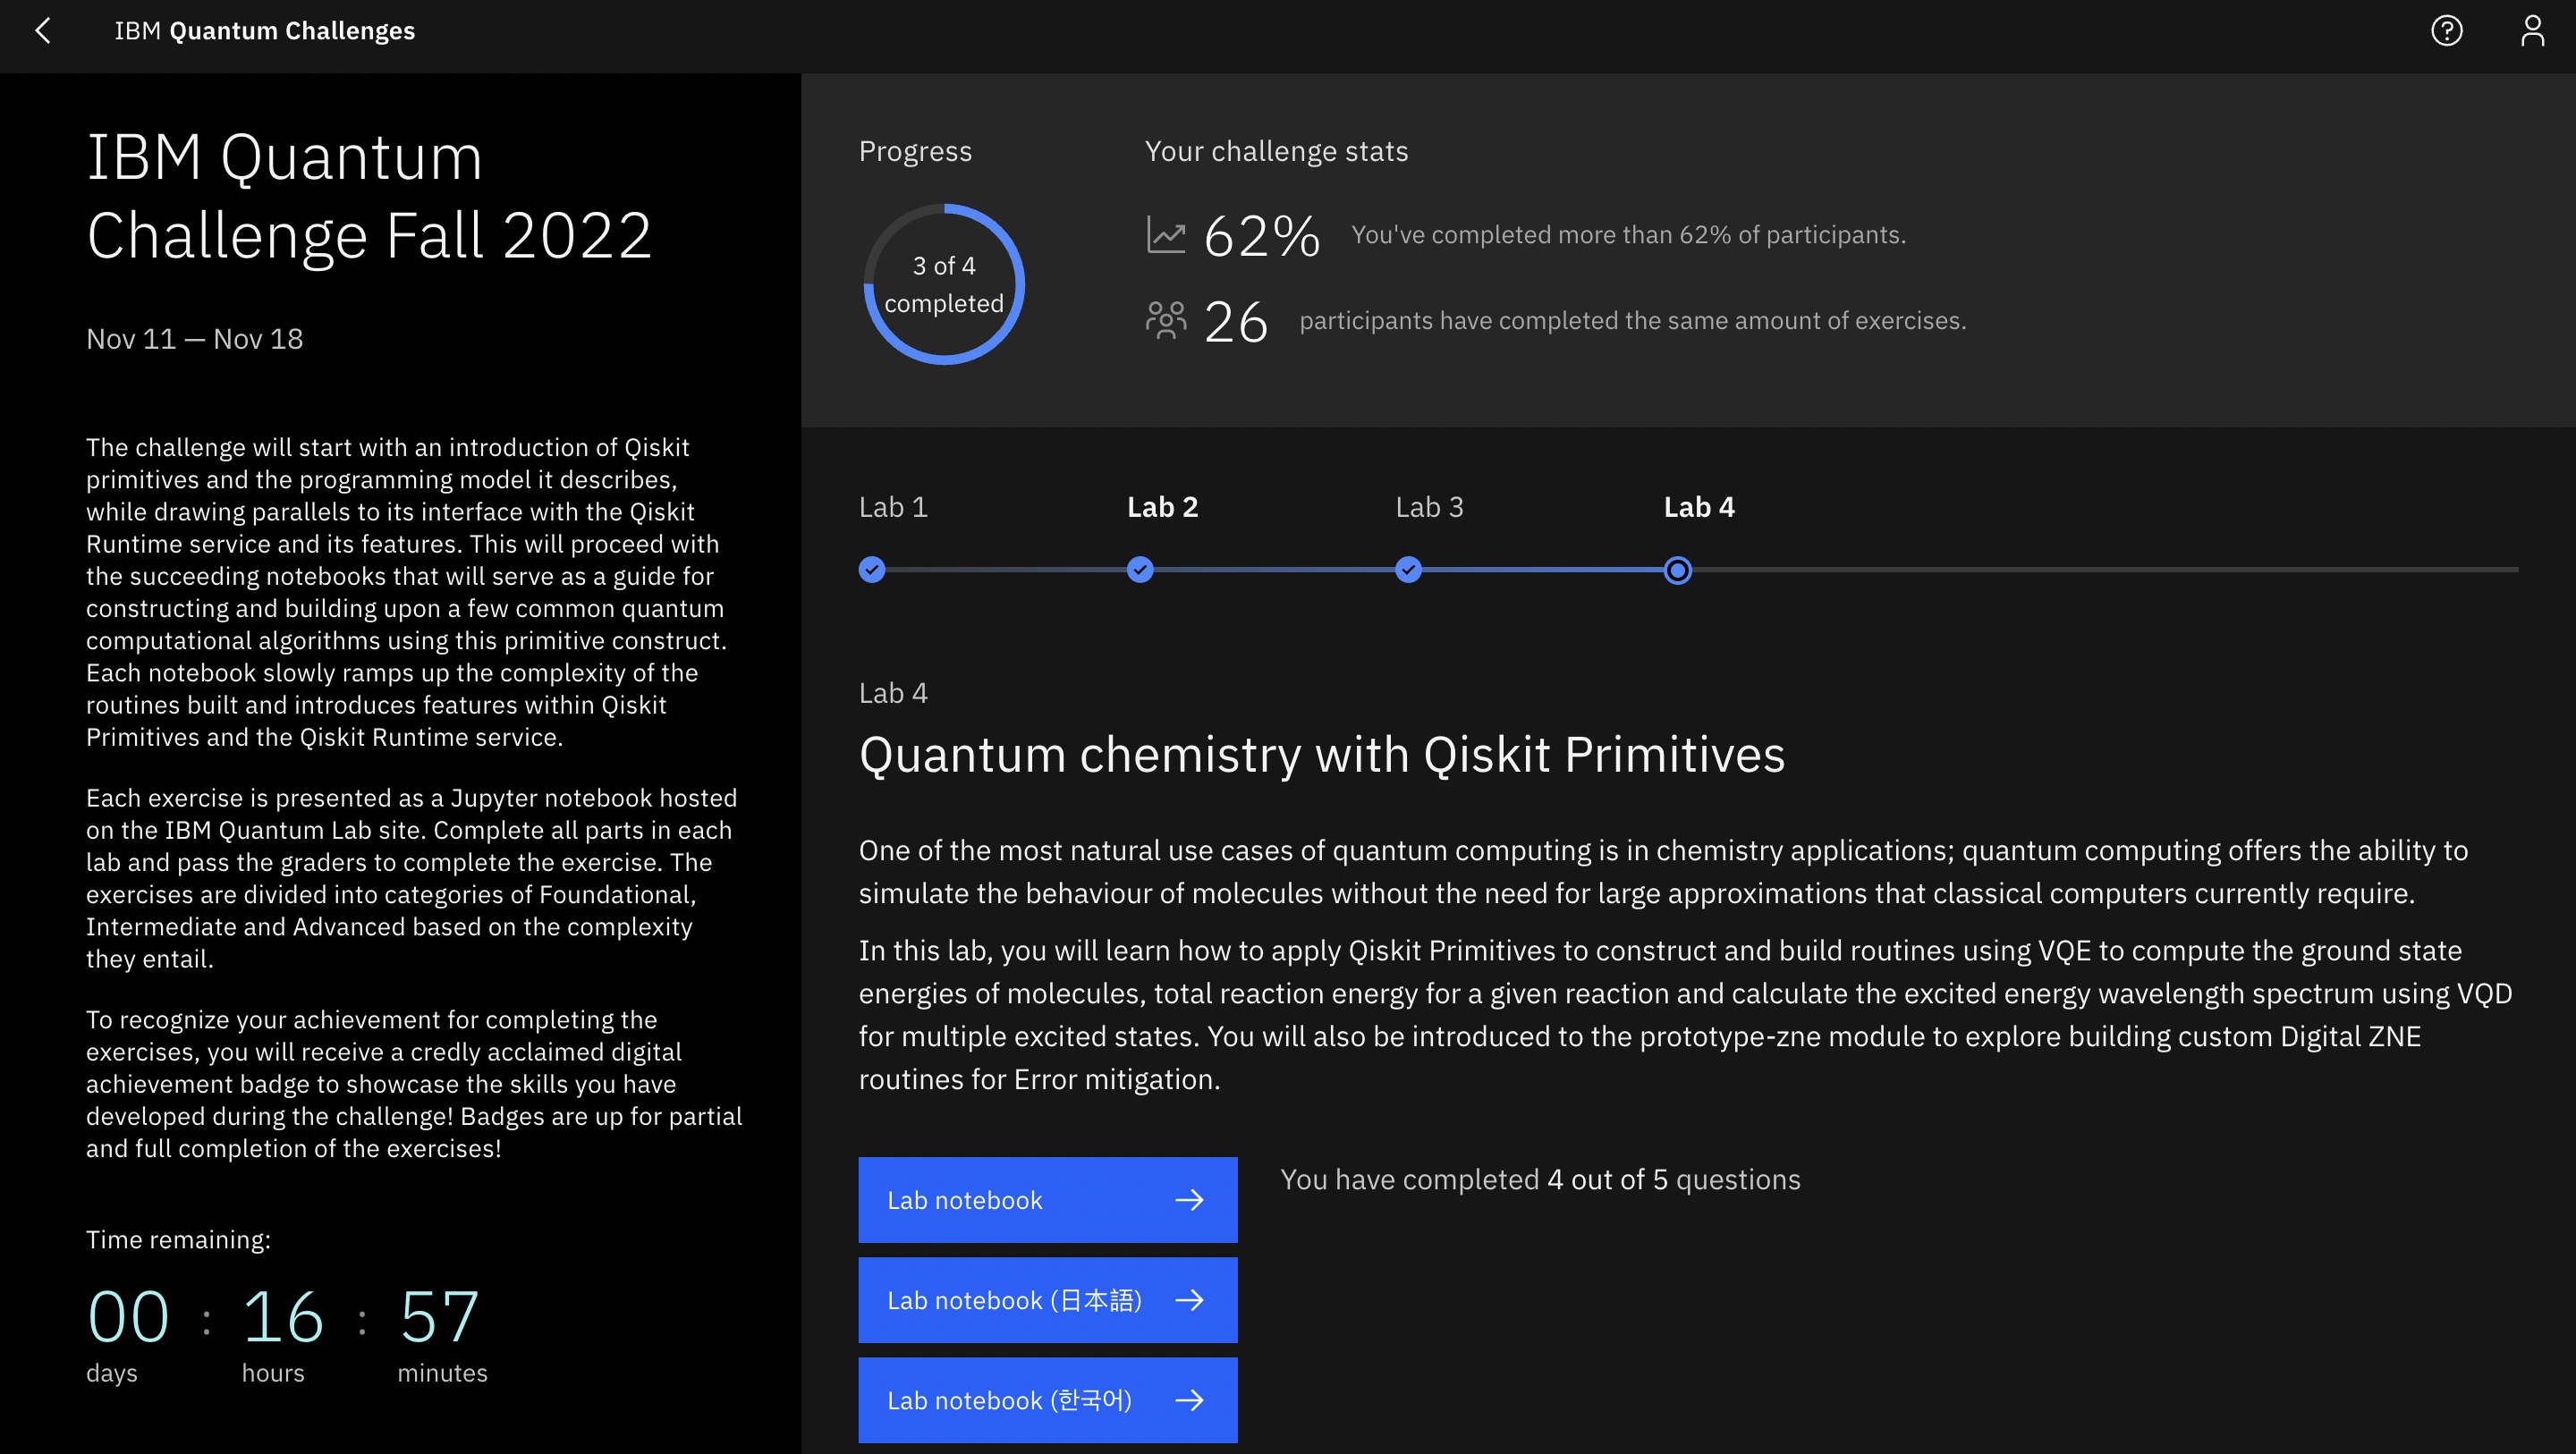 IBM Quantum Challenges
IBM Quantum
Challenge Fall 2022
Nov 11 — Nov 18
The challenge will start with an introduction of Qiskit
primitives and the programming model it describes,
while drawing parallels to its interface with the Qiskit
Runtime service and its features. This will proceed with
the succeeding notebooks that will serve as a guide for
constructing and building upon a few common quantum
computational algorithms using this primitive construct.
Each notebook slowly ramps up the complexity of the
routines built and introduces features within Qiskit
Primitives and the Qiskit Runtime service.
Each exercise is presented as a Jupyter notebook hosted
on the IBM Quantum Lab site. Complete all parts in each
lab and pass the graders to complete the exercise. The
exercises are divided into categories of Foundational,
Intermediate and Advanced based on the complexity
they entail.
To recognize your achievement for completing the
exercises, you will receive a credly acclaimed digital
achievement badge to showcase the skills you have
developed during the challenge! Badges are up for partial
and full completion of the exercises!
Time remaining:
00 : 16 : 57
days hours minutes
Progress
3 of 4
completed
Your challenge stats
62% You've completed more than 62% of participants.
26 participants have completed the same amount of exercises.
Lab 1 Lab 2 Lab 3 Lab 4
Lab 4
Quantum chemistry with Qiskit Primitives
One of the most natural use cases of quantum computing is in chemistry applications; quantum computing offers the ability to
simulate the behaviour of molecules without the need for large approximations that classical computers currently require.
In this lab, you will learn how to apply Qiskit Primitives to construct and build routines using VQE to compute the ground state
energies of molecules, total reaction energy for a given reaction and calculate the excited energy wavelength spectrum using VQD
for multiple excited states. You will also be introduced to the prototype-zne module to explore building custom Digital ZNE
routines for Error mitigation.
Lab notebook
You have completed 4 out of 5 questions
Lab notebook (日本語)
Lab notebook (한국어)